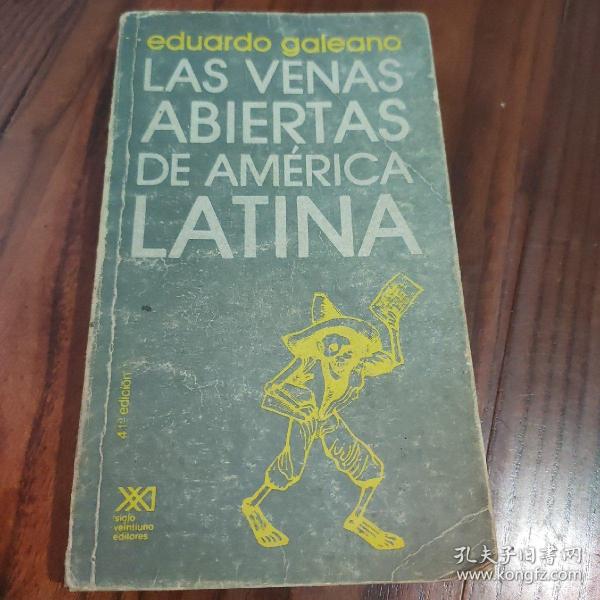 eduardo galeano
LAS VENAS
ABIERTAS
DE AMÉRICA
LATINA
41ª edición
XXI
siglo
veintiuno
editores
孔夫子旧书网
www.kongfz.com